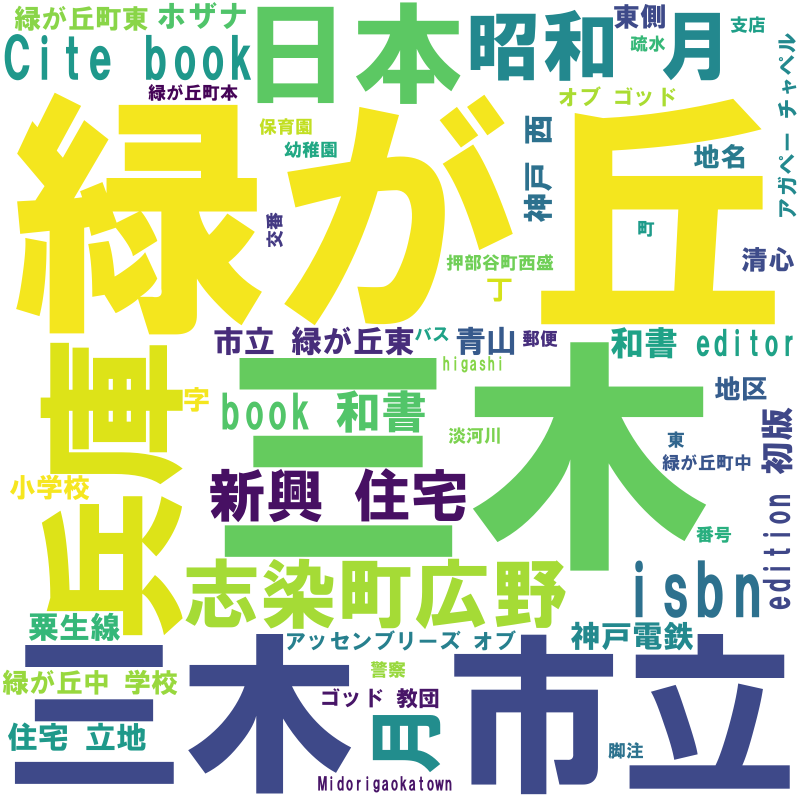 緑が丘町東 ホザナ
東側
支店
疏水
Cite book
日本
昭和 月
アガペー チャペル
緑が丘町本
オブ ゴッド
保育園
幼稚園
神戸 西
地名
緑が丘
交番
町
清心
押部谷町西盛
丁
市立 緑が丘東
バス
青山
郵便
和書 editor
higashi
兵庫
三木
字
book 和書
地区
淡河川
東
初版
緑が丘町中
小学校
新興 住宅
edition
番号
志染町広野
isbn
粟生線
アッセンブリーズ オブ
神戸電鉄
三木
市立
緑が丘中 学校
警察
ゴッド 教団
住宅 立地
月
脚注
Midorigaokatown